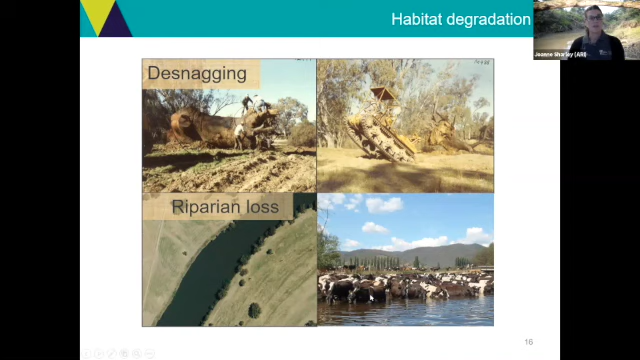 Habitat degradation
Desnagging
Riparian loss
16